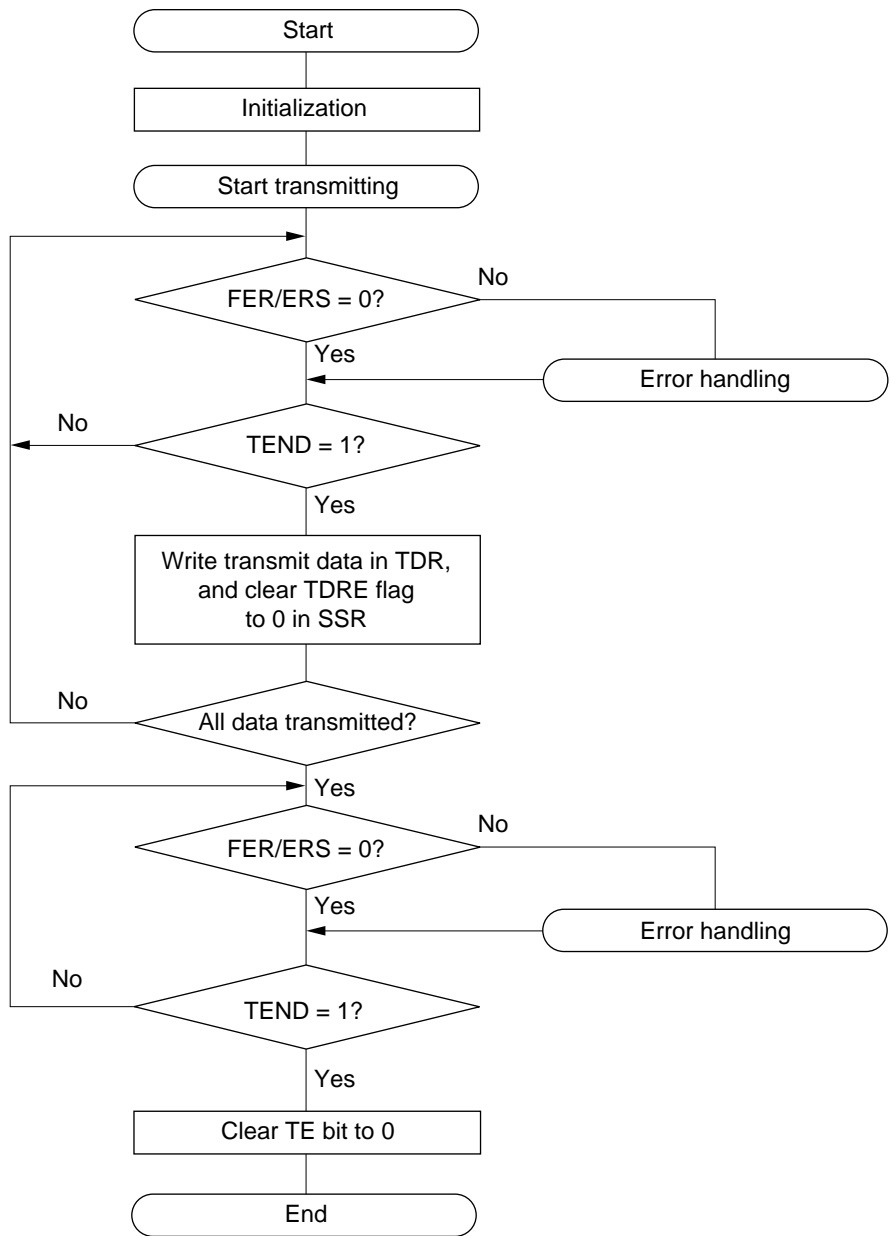 Start
Initialization
Start transmitting
No
FER/ERS = 0?
Yes
Error handling
No
TEND = 1?
Yes
Write transmit data in TDR,
and clear TDRE flag
to 0 in SSR
No
All data transmitted?
Yes
No
FER/ERS = 0?
Yes
Error handling
No
TEND = 1?
Yes
Clear TE bit to 0
End